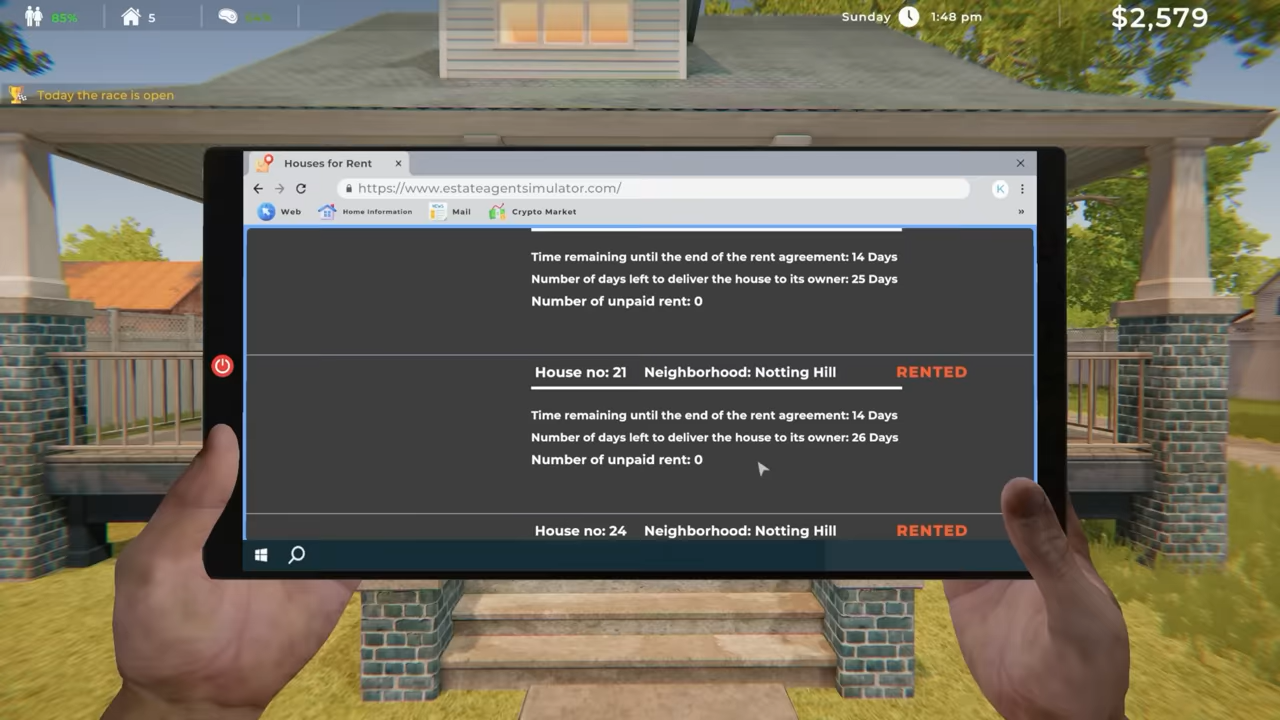 85%
5
Sunday 1:48 pm
$2,579
Today the race is open
Houses for Rent
https://www.estateagentsimulator.com/
K
Web Home Information Mail Crypto Market
Time remaining until the end of the rent agreement: 14 Days
Number of days left to deliver the house to its owner: 25 Days
Number of unpaid rent: 0
House no: 21 Neighborhood: Notting Hill RENTED
Time remaining until the end of the rent agreement: 14 Days
Number of days left to deliver the house to its owner: 26 Days
Number of unpaid rent: 0
House no: 24 Neighborhood: Notting Hill RENTED